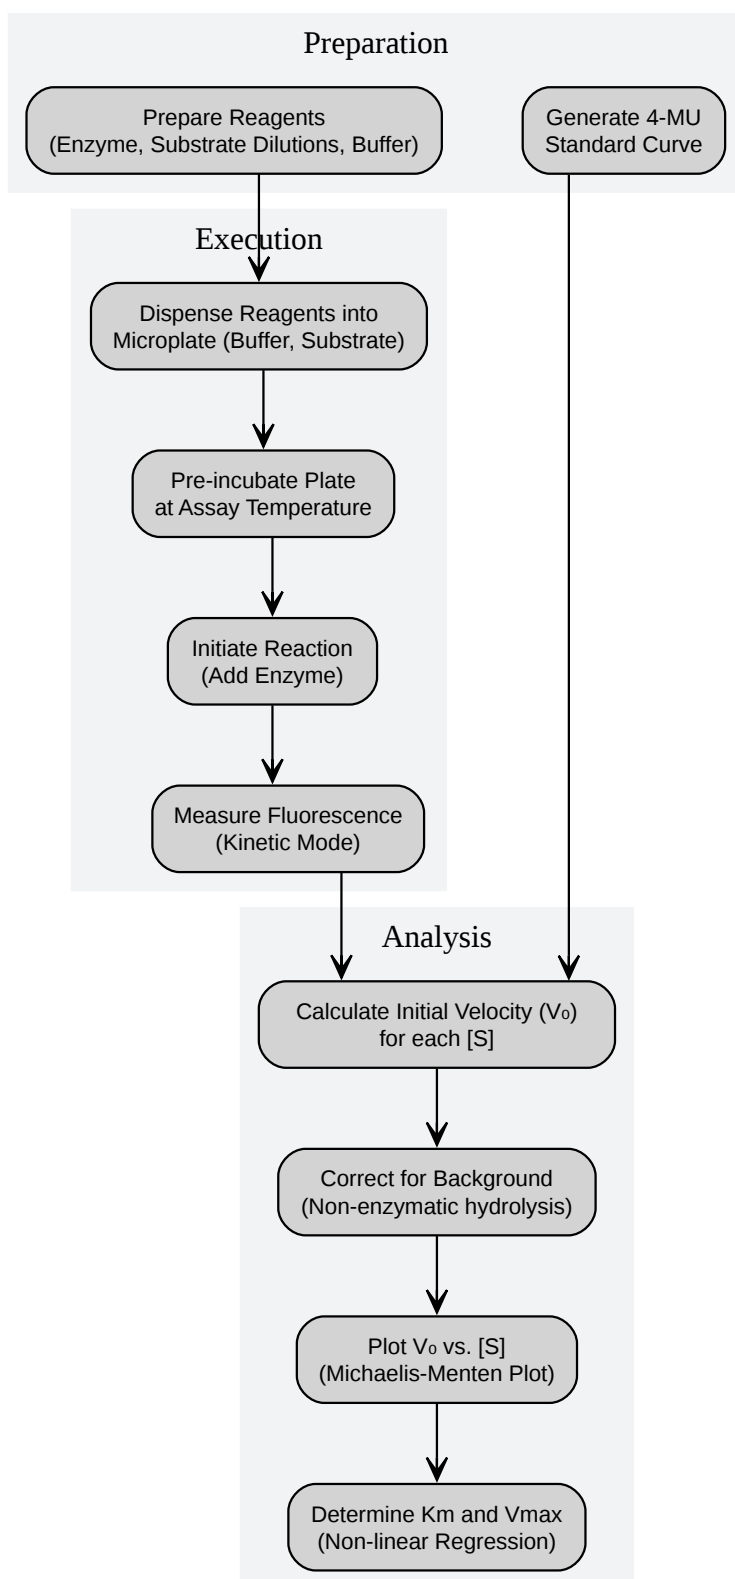 Preparation
Prepare Reagents
(Enzyme, Substrate Dilutions, Buffer)
Generate 4-MU
Standard Curve
Execution
Dispense Reagents into
Microplate (Buffer, Substrate)
Pre-incubate Plate
at Assay Temperature
Initiate Reaction
(Add Enzyme)
Measure Fluorescence
(Kinetic Mode)
Analysis
Calculate Initial Velocity (V₀)
for each [S]
Correct for Background
(Non-enzymatic hydrolysis)
Plot V₀ vs. [S]
(Michaelis-Menten Plot)
Determine Km and Vmax
(Non-linear Regression)